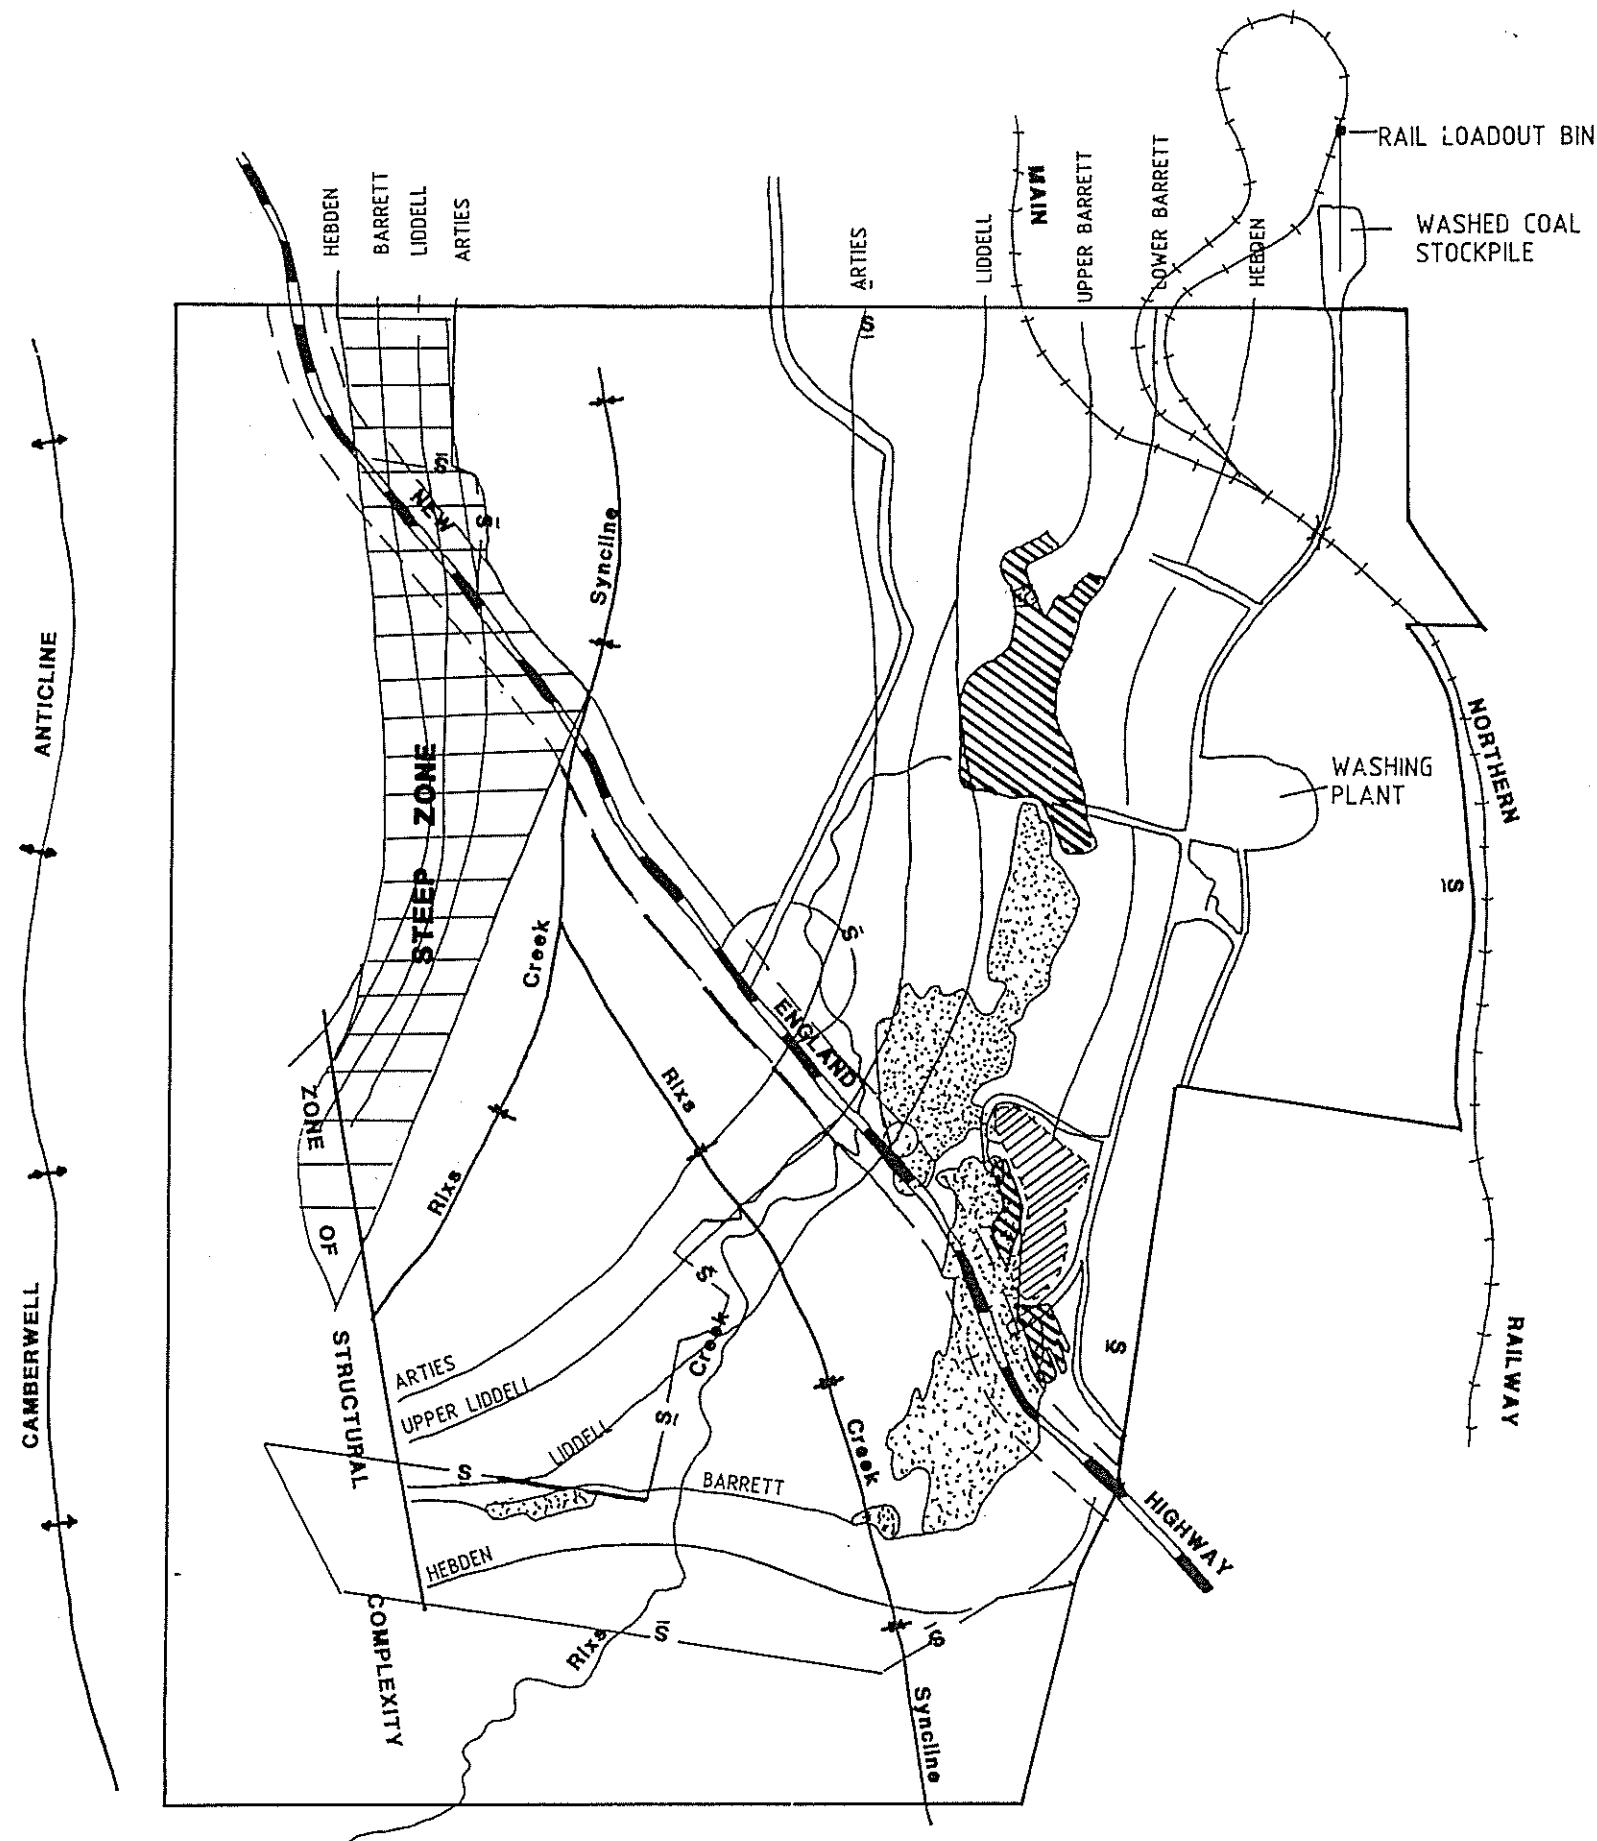 RAIL LOADOUT BIN
WASHED COAL
STOCKPILE
HEBDEN
BARRETT
LIDDELL
ARTIES
ARTIES
LIDDELL
MAIN
UPPER BARRETT
LOWER BARRETT
HEBDEN
S
S
S
NEW
Syncline
ANTICLINE
STEEP ZONE
NORTHERN
WASHING
PLANT
S
S
Creek
ENGLAND
Rixs
ZONE
OF
Rixs
S
Creek
S
CAMBERWELL
STRUCTURAL
RAILWAY
ARTIES
UPPER LIDDELL
LIDDELL
S
S
BARRETT
Creek
HIGHWAY
HEBDEN
COMPLEXITY
Rixs
S
S
Syncline